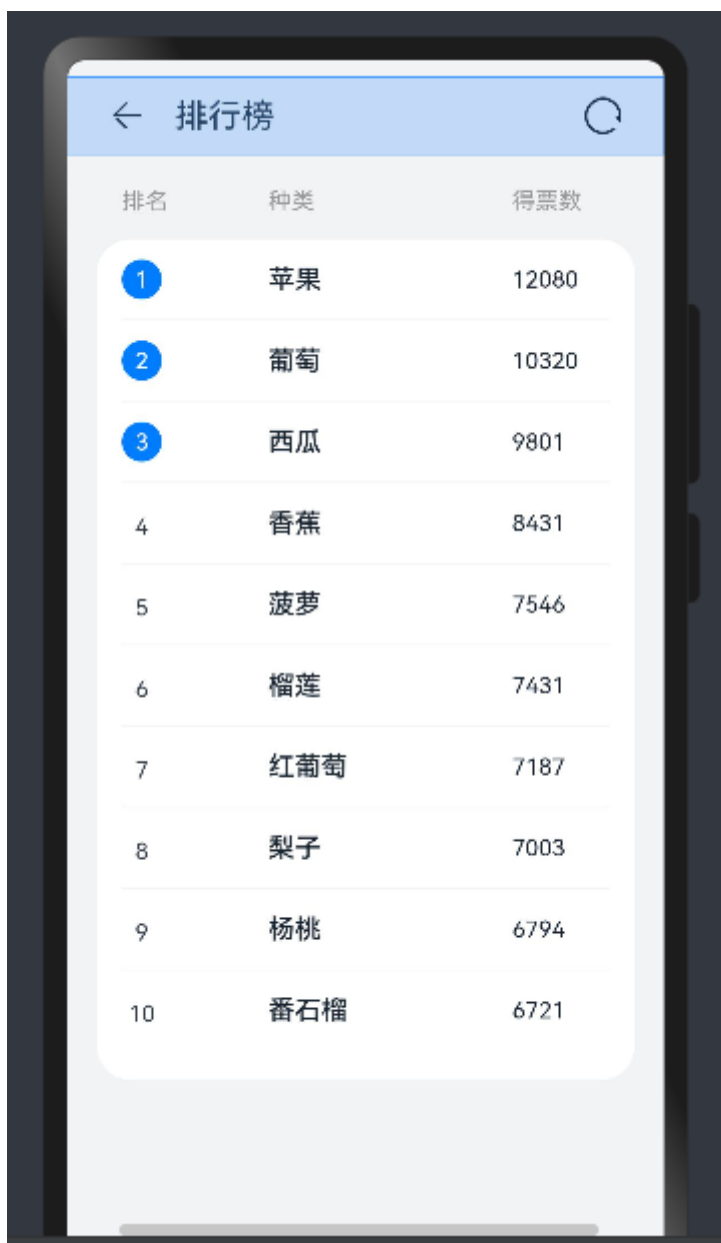 排行榜
排名 种类 得票数
1 苹果 12080
2 葡萄 10320
3 西瓜 9801
4 香蕉 8431
5 菠萝 7546
6 榴莲 7431
7 红葡萄 7187
8 梨子 7003
9 杨桃 6794
10 番石榴 6721